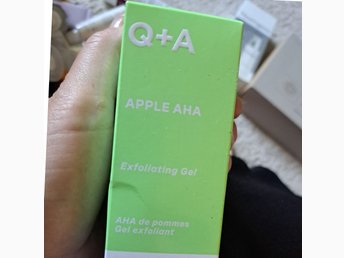 Q+A
APPLE AHA
Exfoliating Gel
AHA de pommes
Gel exfoliant